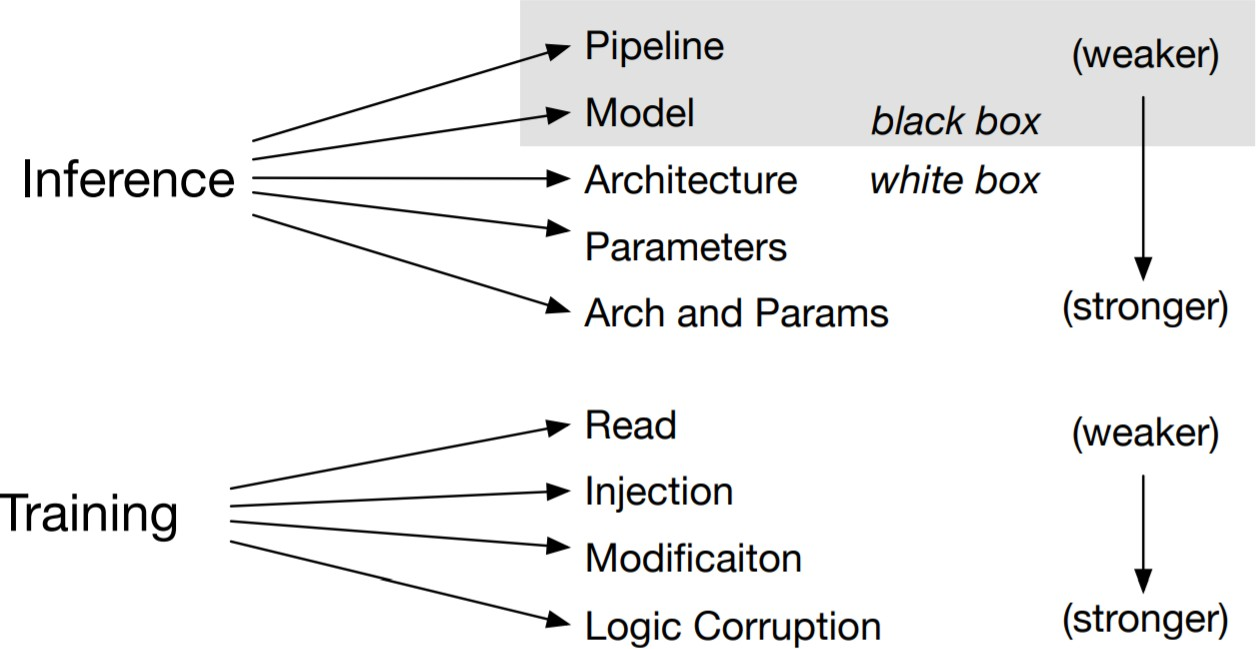 Pipeline (weaker)
Model black box
Inference Architecture white box
Parameters
Arch and Params (stronger)
Read (weaker)
Injection
Training
Modificaiton
Logic Corruption (stronger)